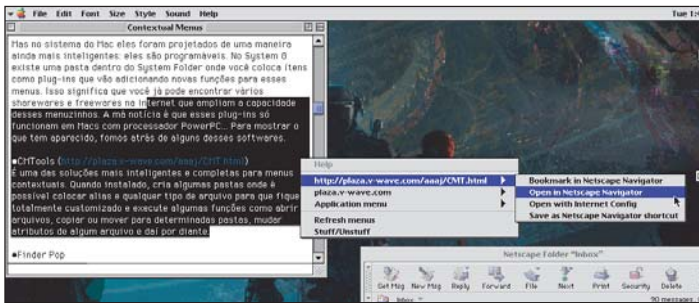 File Edit Font Size Style Sound Help
Tue 1:
Contextual Menus
Mas no sistema do Mac eles foram projetados de uma maneira
ainda mais inteligentes: eles são programáveis. No System 8
existe uma pasta dentro do System Folder onde você coloca itens
como plug-ins que vão adicionando novas funções para esses
menus. Isso significa que você já pode encontrar vários
sharewares e freewares na Internet que ampliam a capacidade
desses menuzinhos. A má notícia é que esses plug-ins só
funcionam em Macs com processador PowerPC... Para mostrar o
que tem aparecido, fomos atrás de alguns desses softwares.
•CMTools (http://plaza.v-wave.com/aaaj/CMT.html)
É uma das soluções mais inteligentes e completas para menus
contextuais. Quando instalado, cria algumas pastas onde é
possível colocar alias e qualquer tipo de arquivo para que fique
totalmente customizado e execute algumas funções como abrir
arquivos, copiar ou mover para determinadas pastas, mudar
atributos de algum arquivo e daí por diante.
•Finder Pop
Help
http://plaza.v-wave.com/aaaj/CMT.html
plaza.v-wave.com
Application menu
Refresh menus
Stuff/Unstuff
Bookmark in Netscape Navigator
Open in Netscape Navigator
Open with Internet Config
Save as Netscape Navigator shortcut
Netscape Folder "Inbox"
Get Msg New Msg Reply Forward File Next Print Security Delete
Inbox
90 messages